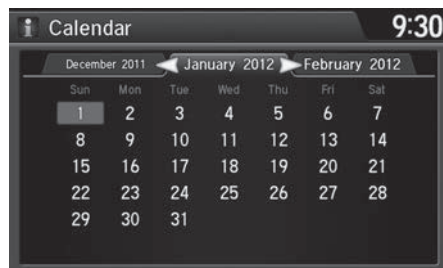 i Calendar 9:30
December 2011 January 2012 February 2012
Sun Mon Tue Wed Thu Fri Sat
1 2 3 4 5 6 7
8 9 10 11 12 13 14
15 16 17 18 19 20 21
22 23 24 25 26 27 28
29 30 31